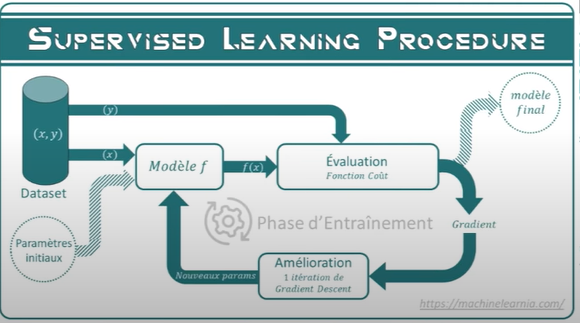 SUPERVISED LEARNING PROCEDURE
(y)
modèle
final
(x, y)
(x)
Modèle f
f(x)
Évaluation
Fonction Coût
Dataset
Phase d'Entraînement
Gradient
Paramètres
initiaux
Amélioration
1 itération de
Gradient Descent
Nouveaux params
https://machinelearnia.com/